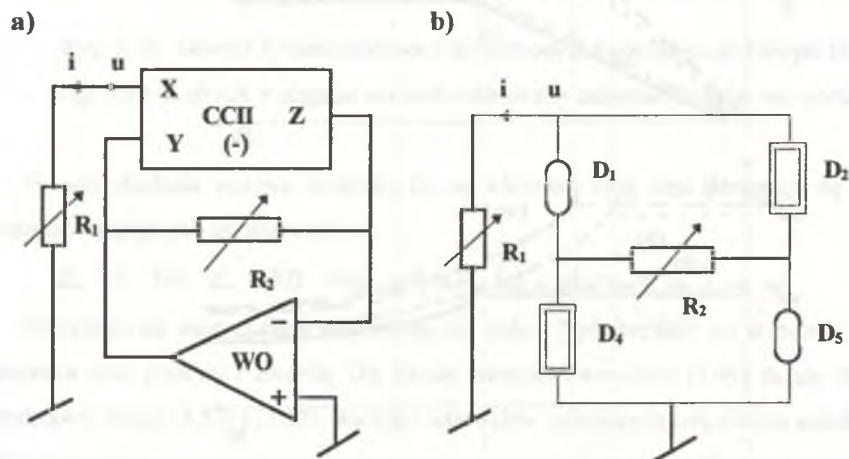 a)
i u
X
Y
CCII
(-)
Z
R₁
R₂
WO
−
+
b)
i u
D₁
D₂
R₁
R₂
D₄
D₅